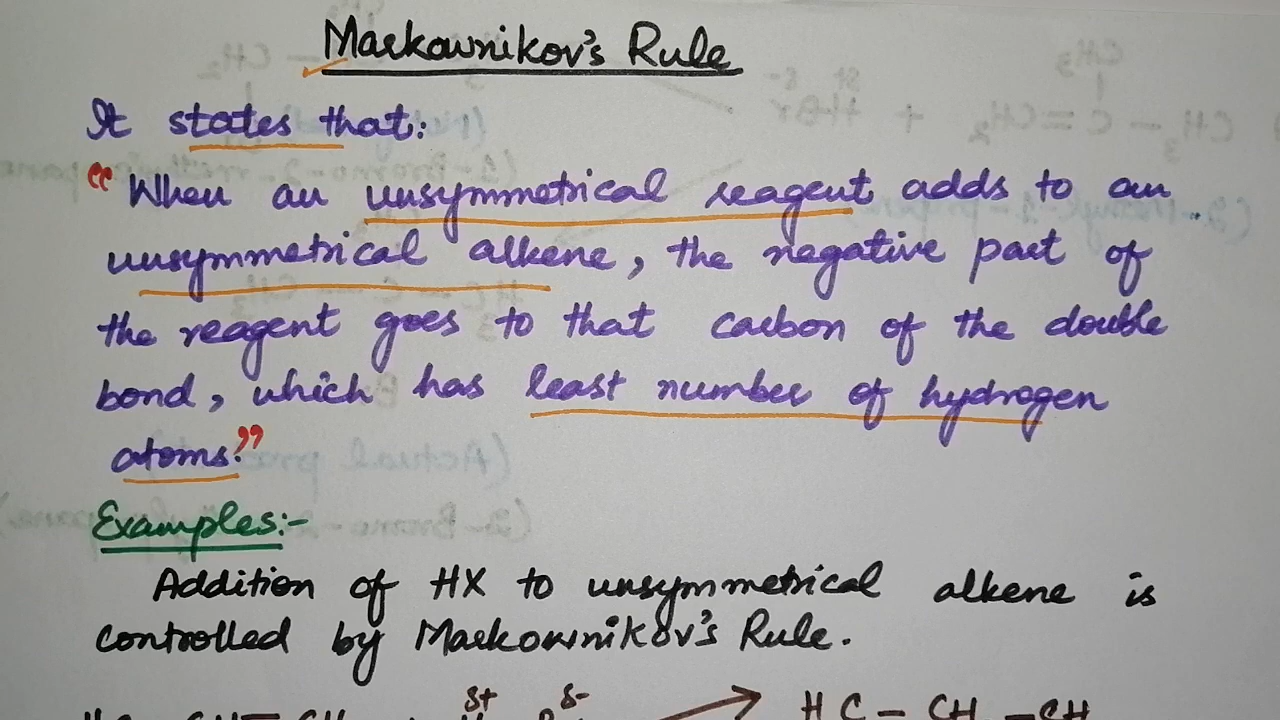 Markownikov's Rule
It states that:
“When an unsymmetrical reagent adds to an
unsymmetrical alkene, the negative part of
the reagent goes to that carbon of the double
bond, which has least number of hydrogen
atoms.”
Examples:-
Addition of HX to unsymmetrical alkene is
controlled by Markownikov's Rule.
δ+ δ-